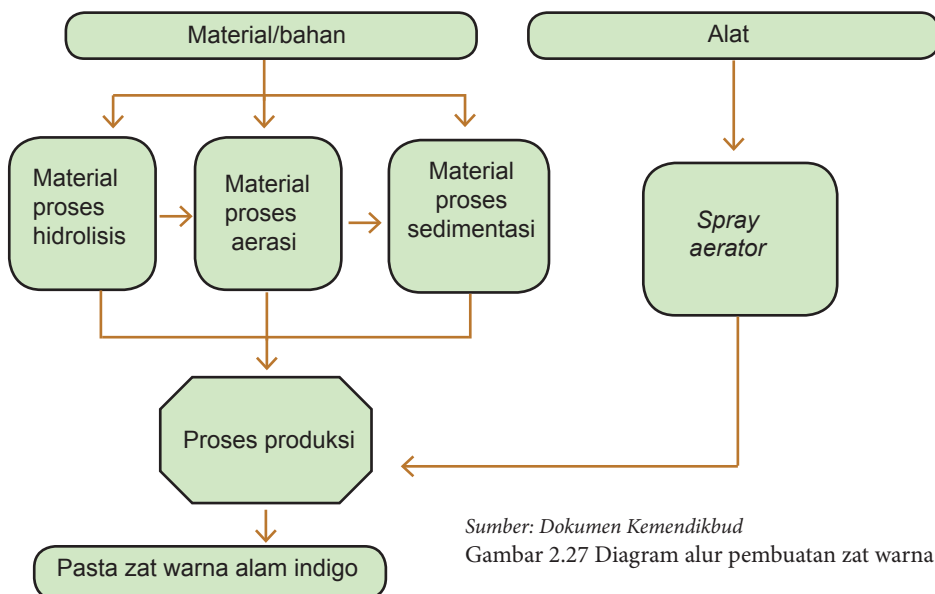 Material/bahan
Alat
Material
proses
hidrolisis
Material
proses
aerasi
Material
proses
sedimentasi
Spray
aerator
Proses produksi
Pasta zat warna alam indigo
Sumber: Dokumen Kemendikbud
Gambar 2.27 Diagram alur pembuatan zat warna